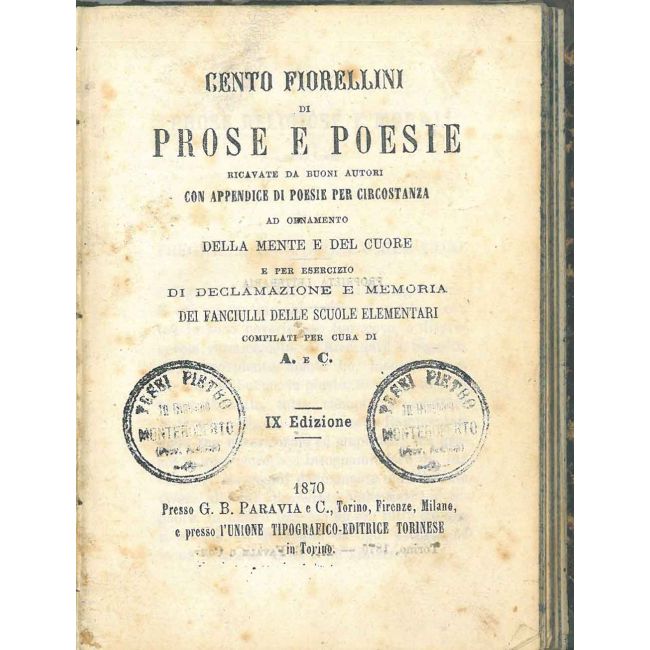 CENTO FIORELLINI
DI
PROSE E POESIE
RICAVATE DA BUONI AUTORI
CON APPENDICE DI POESIE PER CIRCOSTANZA
AD ORNAMENTO
DELLA MENTE E DEL CUORE
E PER ESERCIZIO
DI DECLAMAZIONE E MEMORIA
DEI FANCIULLI DELLE SCUOLE ELEMENTARI
COMPILATI PER CURA DI
A. E C.
IX Edizione
PIETRO
PIETRO
1870
Presso G. B. PARAVIA e C., Torino, Firenze, Milano,
e presso l'UNIONE TIPOGRAFICO-EDITRICE TORINESE
in Torino.